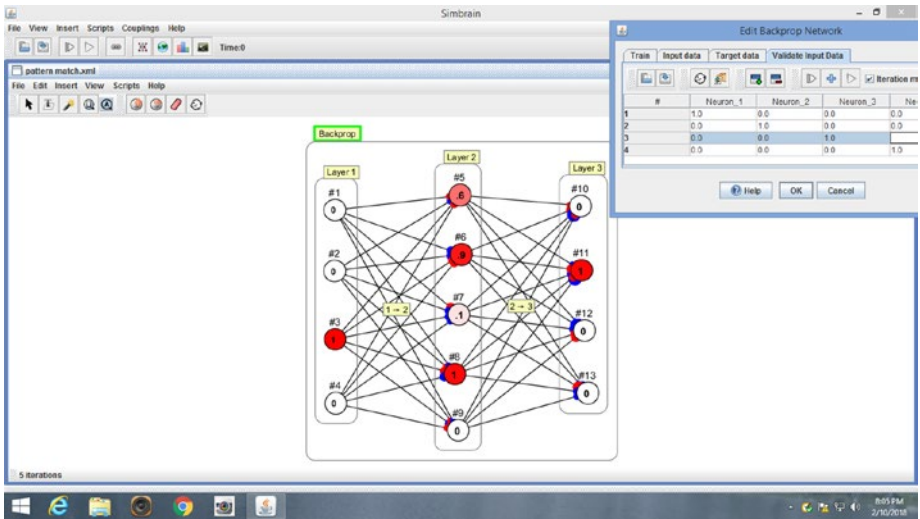 Simbrain
File View Insert Scripts Couplings Help
Time:0
pattern match.xml
File Edit Insert View Scripts Help
Backprop
Layer 1
Layer 2
Layer 3
#1
0
#2
0
#3
1
#4
0
#5
.6
#6
.9
#7
.1
#8
1
#9
0
#10
0
#11
1
#12
0
#13
0
1 → 2
2 → 3
5 iterations
Edit Backprop Network
Train Input data Target data Validate Input Data
Iteration m
# Neuron_1 Neuron_2 Neuron_3 Ne
1 1.0 0.0 0.0 0.0
2 0.0 1.0 0.0 0.0
3 0.0 0.0 1.0
4 0.0 0.0 0.0 1.0
Help OK Cancel
8:05 PM
2/10/2018